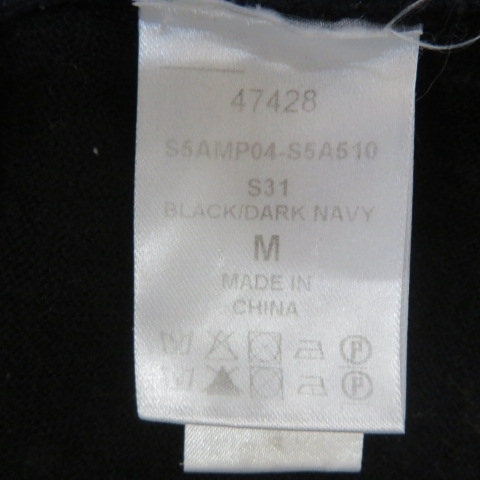 47428
S5AMP04-S5A510
S31
BLACK/DARK NAVY
M
MADE IN
CHINA
P
P